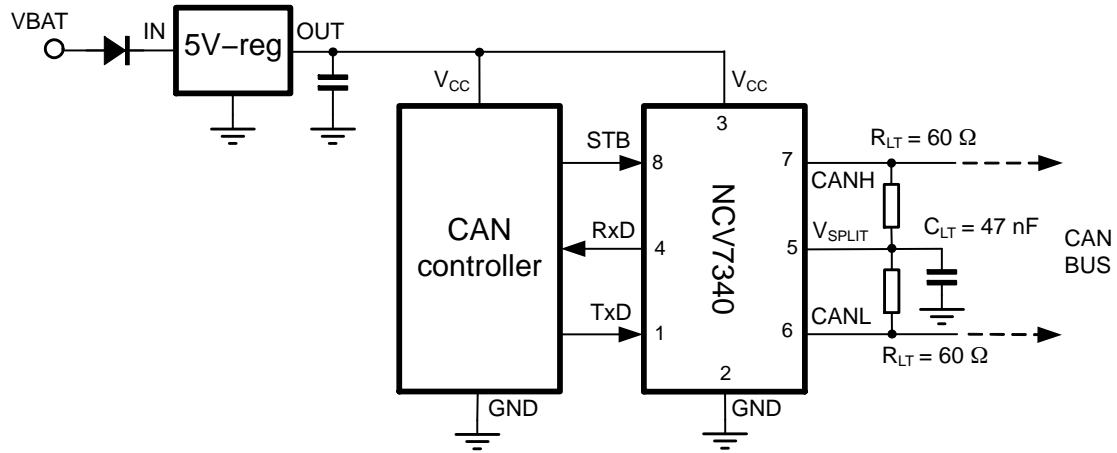 VBAT
IN
5V−reg
OUT
VCC
VCC
CAN
controller
STB
RxD
TxD
GND
NCV7340
3
8
4
1
2
7
5
6
GND
CANH
VSPLIT
CANL
RLT = 60 Ω
CLT = 47 nF
RLT = 60 Ω
CAN
BUS